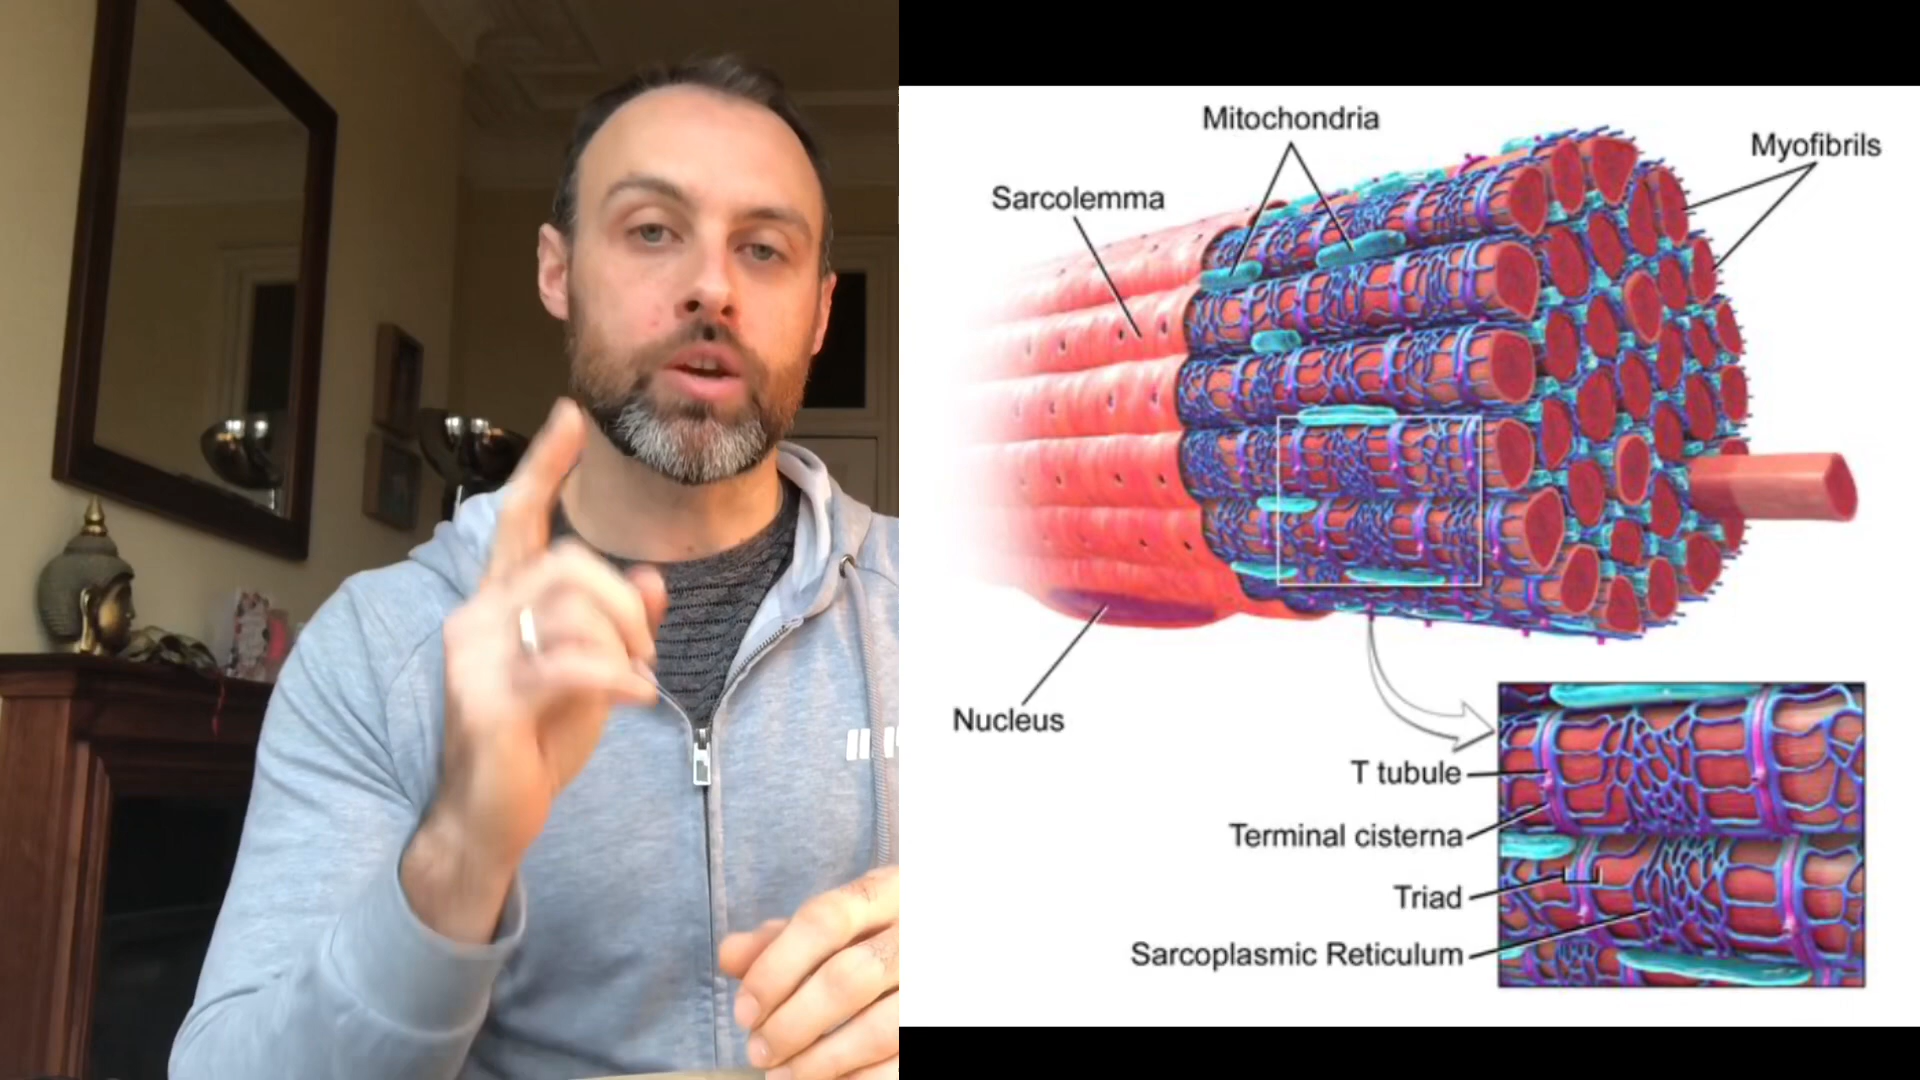 Mitochondria
Myofibrils
Sarcolemma
Nucleus
T tubule
Terminal cisterna
Triad
Sarcoplasmic Reticulum